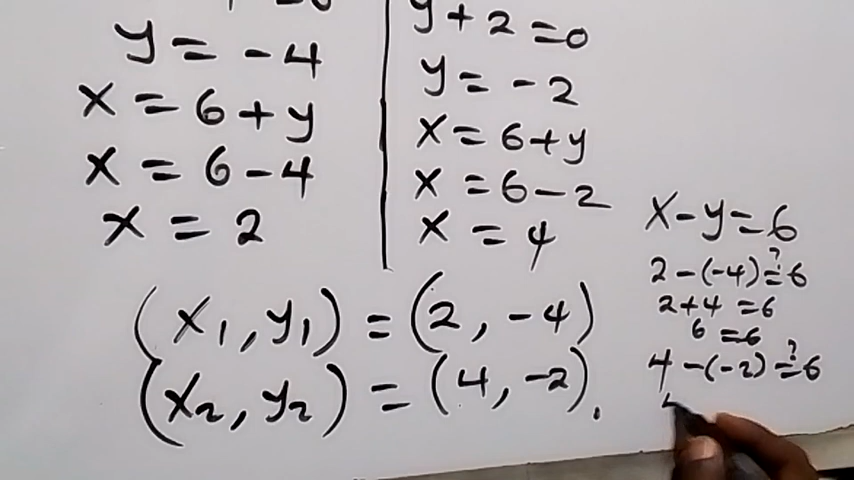 y = -4
x = 6 + y
x = 6 - 4
x = 2
y + 2 = 0
y = -2
x = 6 + y
x = 6 - 2
x = 4
(x₁, y₁) = (2, -4)
(x₂, y₂) = (4, -2).
x - y = 6
2 - (-4) ≟ 6
2 + 4 = 6
6 = 6
4 - (-2) ≟ 6